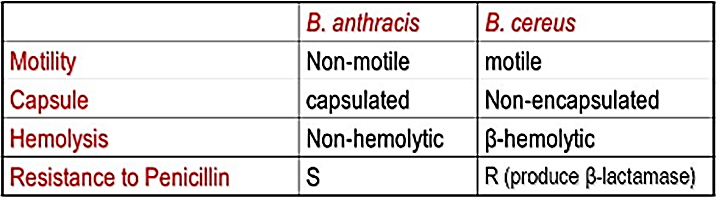 B. anthracis B. cereus
Motility Non-motile motile
Capsule capsulated Non-encapsulated
Hemolysis Non-hemolytic β-hemolytic
Resistance to Penicillin S R (produce β-lactamase)